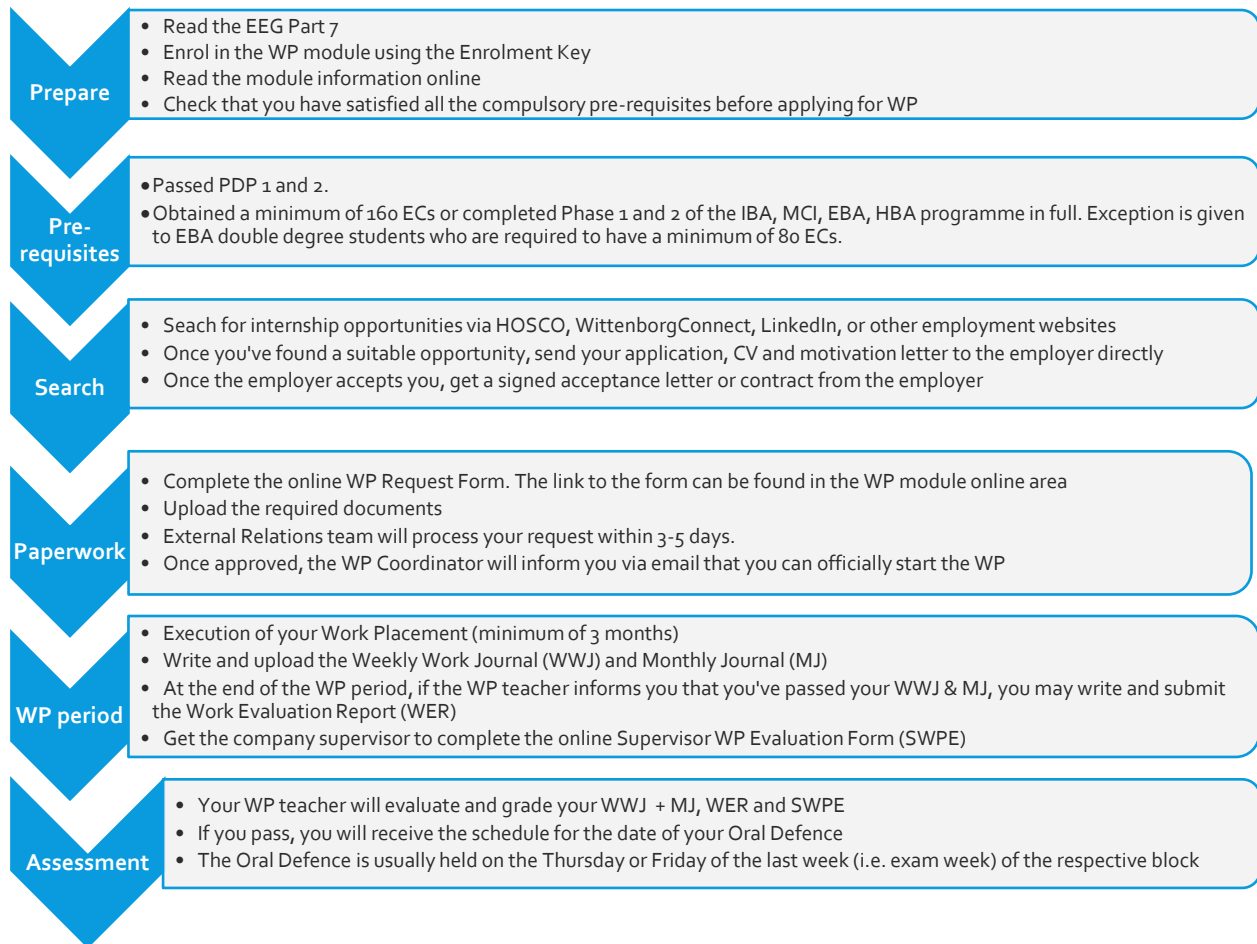 Prepare
• Read the EEG Part 7
• Enrol in the WP module using the Enrolment Key
• Read the module information online
• Check that you have satisfied all the compulsory pre-requisites before applying for WP
Pre-
requisites
• Passed PDP 1 and 2.
• Obtained a minimum of 160 ECs or completed Phase 1 and 2 of the IBA, MCI, EBA, HBA programme in full. Exception is given
to EBA double degree students who are required to have a minimum of 80 ECs.
Search
• Seach for internship opportunities via HOSCO, WittenborgConnect, LinkedIn, or other employment websites
• Once you've found a suitable opportunity, send your application, CV and motivation letter to the employer directly
• Once the employer accepts you, get a signed acceptance letter or contract from the employer
Paperwork
• Complete the online WP Request Form. The link to the form can be found in the WP module online area
• Upload the required documents
• External Relations team will process your request within 3-5 days.
• Once approved, the WP Coordinator will inform you via email that you can officially start the WP
WP period
• Execution of your Work Placement (minimum of 3 months)
• Write and upload the Weekly Work Journal (WWJ) and Monthly Journal (MJ)
• At the end of the WP period, if the WP teacher informs you that you've passed your WWJ & MJ, you may write and submit
the Work Evaluation Report (WER)
• Get the company supervisor to complete the online Supervisor WP Evaluation Form (SWPE)
Assessment
• Your WP teacher will evaluate and grade your WWJ + MJ, WER and SWPE
• If you pass, you will receive the schedule for the date of your Oral Defence
• The Oral Defence is usually held on the Thursday or Friday of the last week (i.e. exam week) of the respective block